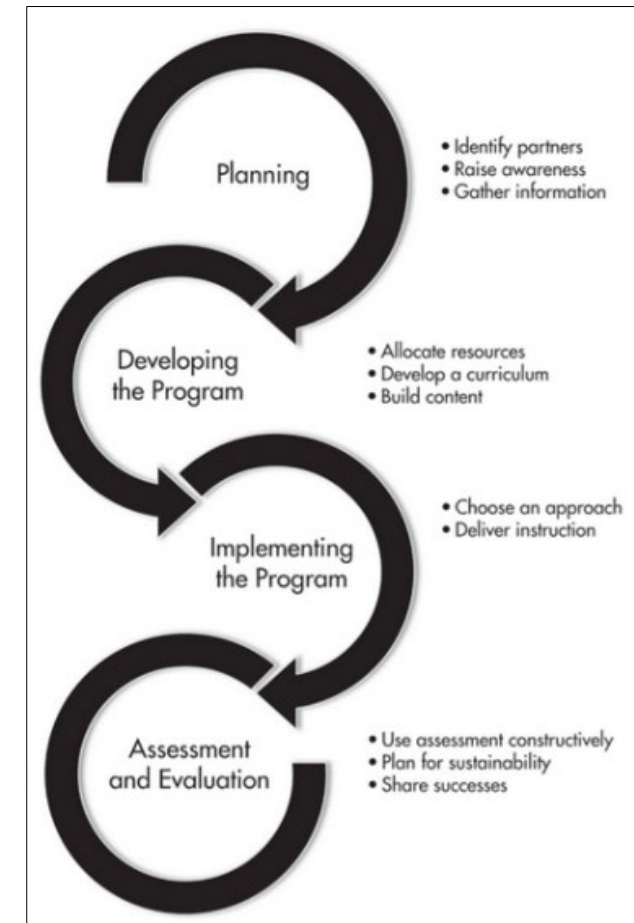 Planning
• Identify partners
• Raise awareness
• Gather information
Developing
the Program
• Allocate resources
• Develop a curriculum
• Build content
Implementing
the Program
• Choose an approach
• Deliver instruction
Assessment
and Evaluation
• Use assessment constructively
• Plan for sustainability
• Share successes